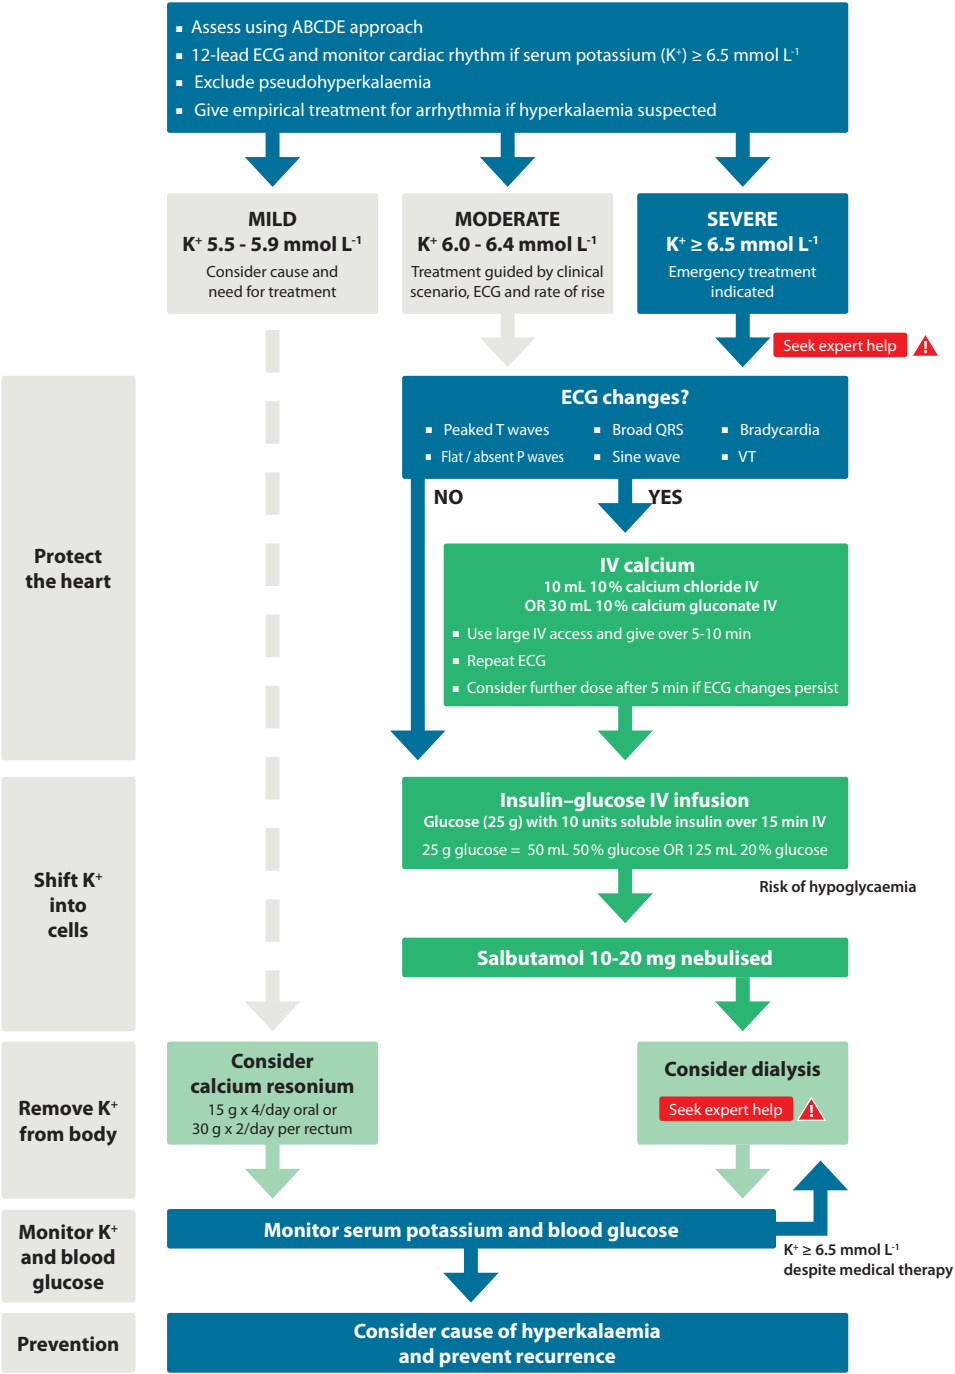 ▪ Assess using ABCDE approach
▪ 12-lead ECG and monitor cardiac rhythm if serum potassium (K⁺) ≥ 6.5 mmol L⁻¹
▪ Exclude pseudohyperkalaemia
▪ Give empirical treatment for arrhythmia if hyperkalaemia suspected
MILD
K⁺ 5.5 - 5.9 mmol L⁻¹
Consider cause and
need for treatment
MODERATE
K⁺ 6.0 - 6.4 mmol L⁻¹
Treatment guided by clinical
scenario, ECG and rate of rise
SEVERE
K⁺ ≥ 6.5 mmol L⁻¹
Emergency treatment
indicated
Seek expert help
Protect
the heart
ECG changes?
▪ Peaked T waves
▪ Broad QRS
▪ Bradycardia
▪ Flat / absent P waves
▪ Sine wave
▪ VT
NO
YES
IV calcium
10 mL 10% calcium chloride IV
OR 30 mL 10% calcium gluconate IV
▪ Use large IV access and give over 5-10 min
▪ Repeat ECG
▪ Consider further dose after 5 min if ECG changes persist
Shift K⁺
into
cells
Insulin–glucose IV infusion
Glucose (25 g) with 10 units soluble insulin over 15 min IV
25 g glucose = 50 mL 50% glucose OR 125 mL 20% glucose
Risk of hypoglycaemia
Salbutamol 10-20 mg nebulised
Remove K⁺
from body
Consider
calcium resonium
15 g x 4/day oral or
30 g x 2/day per rectum
Consider dialysis
Seek expert help
Monitor K⁺
and blood
glucose
Monitor serum potassium and blood glucose
K⁺ ≥ 6.5 mmol L⁻¹
despite medical therapy
Prevention
Consider cause of hyperkalaemia
and prevent recurrence